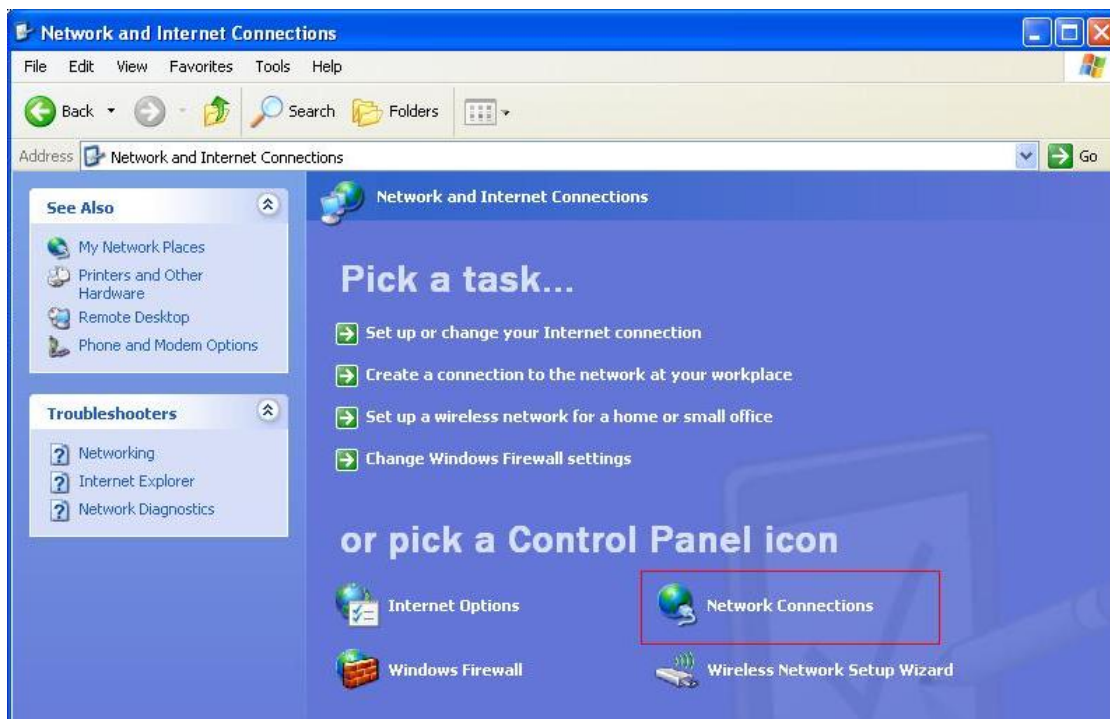 Network and Internet Connections
File Edit View Favorites Tools Help
Back Search Folders
Address Network and Internet Connections Go
See Also
My Network Places
Printers and Other
Hardware
Remote Desktop
Phone and Modem Options
Troubleshooters
Networking
Internet Explorer
Network Diagnostics
Network and Internet Connections
Pick a task...
Set up or change your Internet connection
Create a connection to the network at your workplace
Set up a wireless network for a home or small office
Change Windows Firewall settings
or pick a Control Panel icon
Internet Options Network Connections
Windows Firewall Wireless Network Setup Wizard